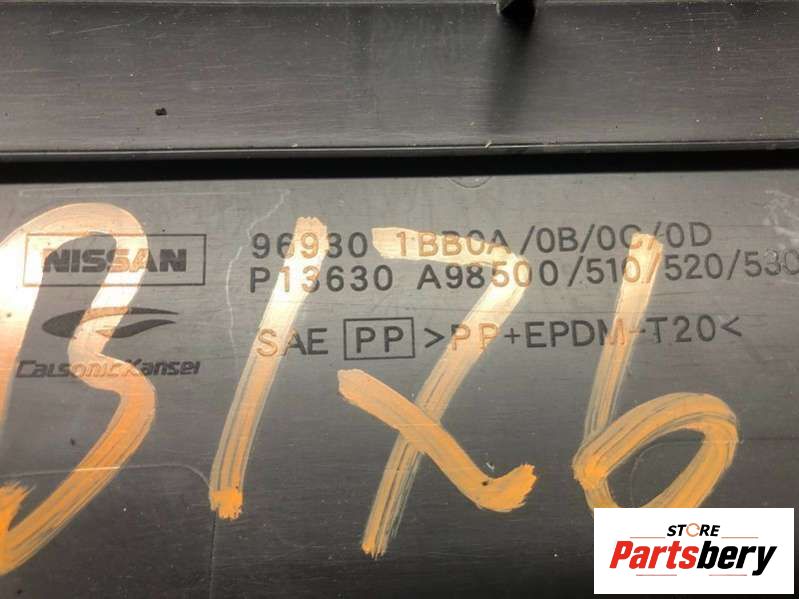 NISSAN
96930 1BB0A/0B/0C/0D
P13630 A98500/510/520/530
SAE PP >PP+EPDM-T20<
CalsonicKansei
B176
STORE
Partsbery